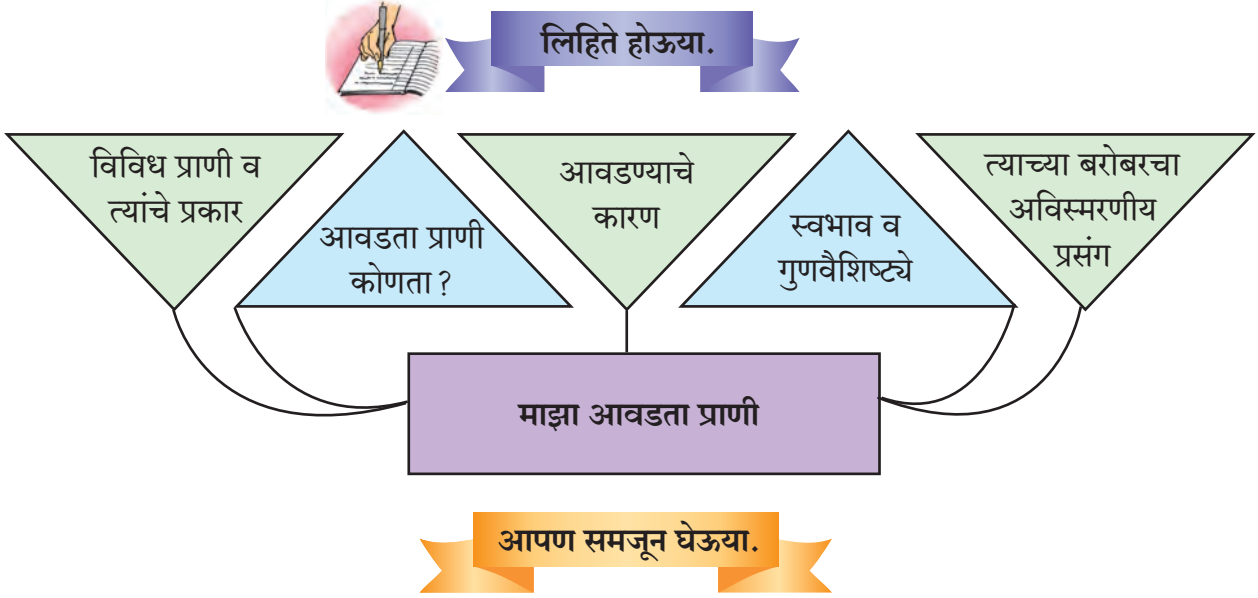 लिहिते होऊया.
विविध प्राणी व
त्यांचे प्रकार
आवडता प्राणी
कोणता ?
आवडण्याचे
कारण
स्वभाव व
गुणवैशिष्ट्ये
त्याच्या बरोबरचा
अविस्मरणीय
प्रसंग
माझा आवडता प्राणी
आपण समजून घेऊया.